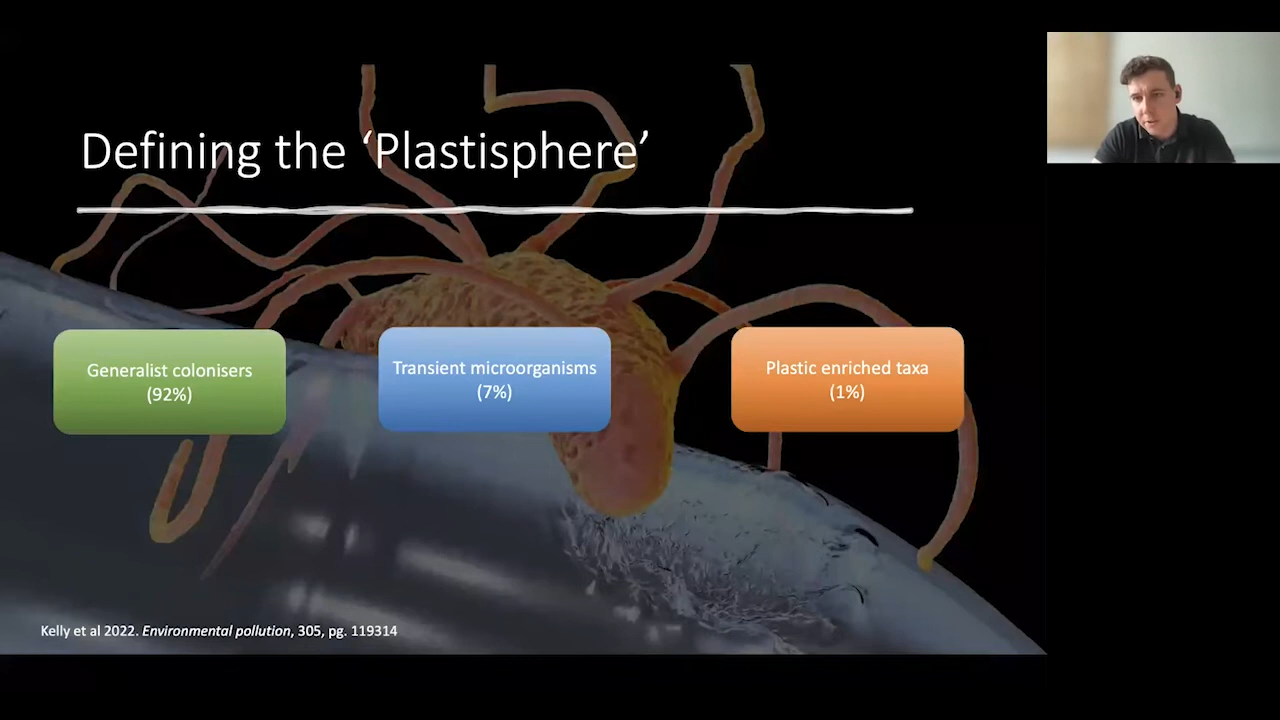 Defining the ‘Plastisphere’
Generalist colonisers
(92%)
Transient microorganisms
(7%)
Plastic enriched taxa
(1%)
Kelly et al 2022. Environmental pollution, 305, pg. 119314